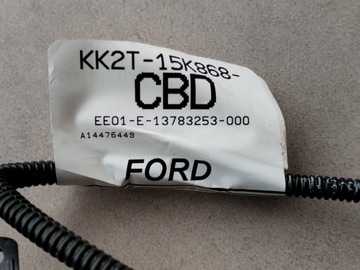 KK2T-15K868-
CBD
EE01-E-13783253-000
A14476449
FORD